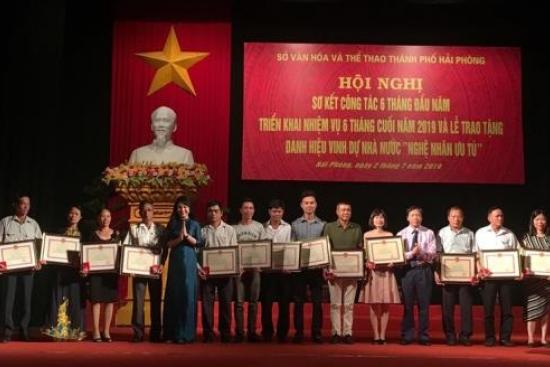 SỞ VĂN HÓA VÀ THỂ THAO THÀNH PHỐ HẢI PHÒNG
HỘI NGHỊ
SƠ KẾT CÔNG TÁC 6 THÁNG ĐẦU NĂM
TRIỂN KHAI NHIỆM VỤ 6 THÁNG CUỐI NĂM 2019 VÀ LỄ TRAO TẶNG
DANH HIỆU VINH DỰ NHÀ NƯỚC "NGHỆ NHÂN ƯU TÚ"
Hải Phòng, ngày 2 tháng 7 năm 2019